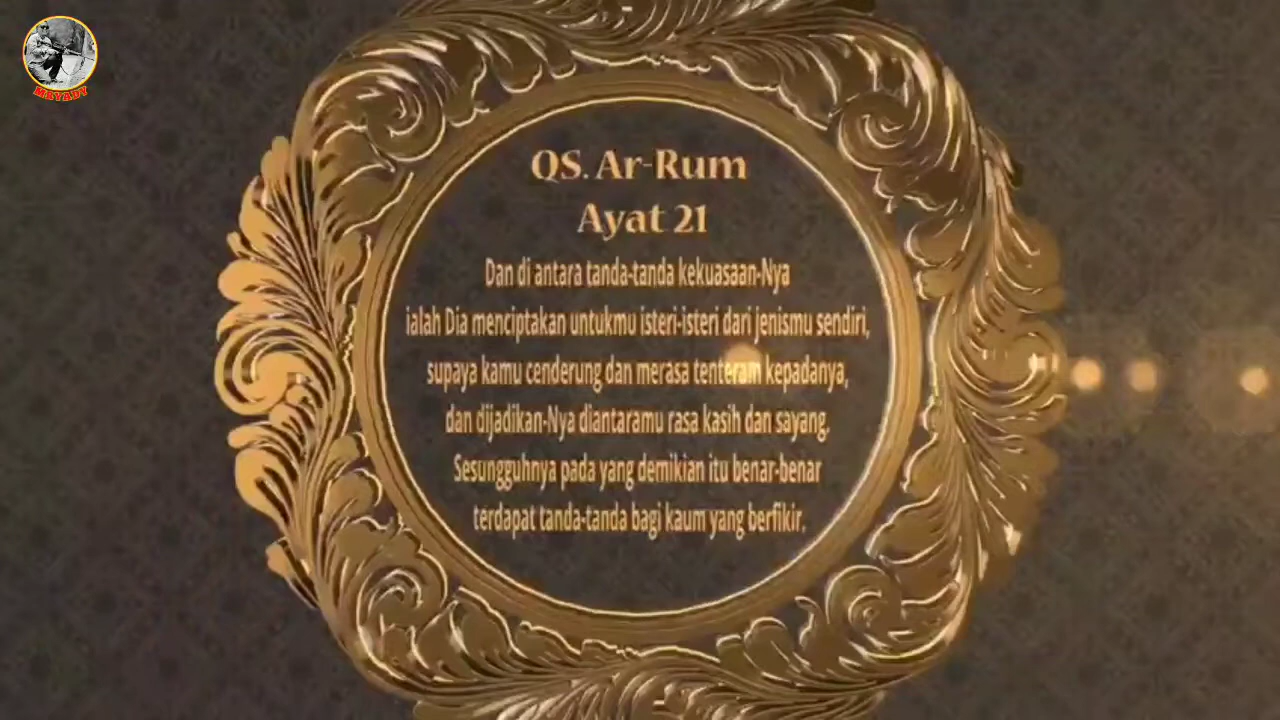 MEYADY
QS. Ar-Rum
Ayat 21
Dan di antara tanda-tanda kekuasaan-Nya
ialah Dia menciptakan untukmu isteri-isteri dari jenismu sendiri,
supaya kamu cenderung dan merasa tenteram kepadanya,
dan dijadikan-Nya diantaramu rasa kasih dan sayang.
Sesungguhnya pada yang demikian itu benar-benar
terdapat tanda-tanda bagi kaum yang berfikir.